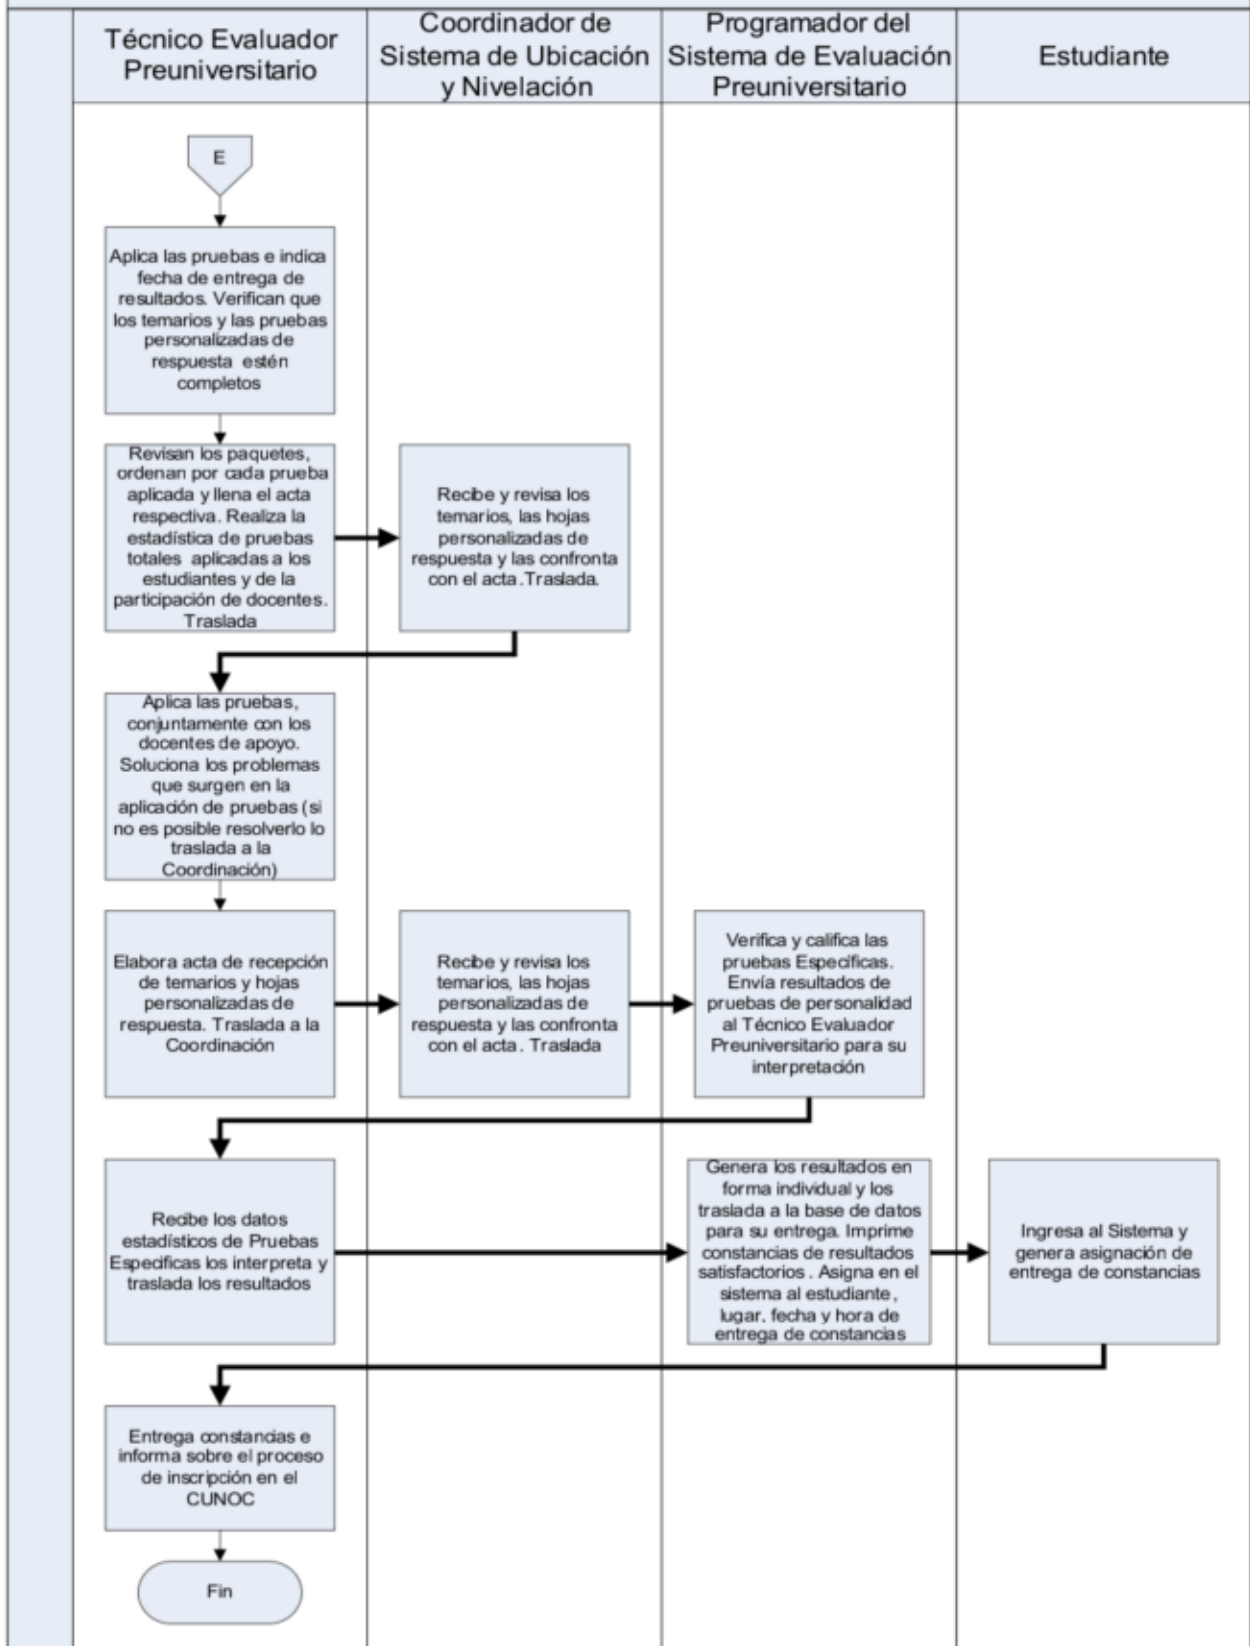 Técnico Evaluador
Preuniversitario
Coordinador de
Sistema de Ubicación
y Nivelación
Programador del
Sistema de Evaluación
Preuniversitario
Estudiante
E
Aplica las pruebas e indica
fecha de entrega de
resultados. Verifican que
los temarios y las pruebas
personalizadas de
respuesta estén
completos
Revisan los paquetes,
ordenan por cada prueba
aplicada y llena el acta
respectiva. Realiza la
estadística de pruebas
totales aplicadas a los
estudiantes y de la
participación de docentes.
Traslada
Recibe y revisa los
temarios, las hojas
personalizadas de
respuesta y las confronta
con el acta .Traslada.
Aplica las pruebas,
conjuntamente con los
docentes de apoyo.
Soluciona los problemas
que surgen en la
aplicación de pruebas (si
no es posible resolverlo lo
traslada a la
Coordinación)
Elabora acta de recepción
de temarios y hojas
personalizadas de
respuesta. Traslada a la
Coordinación
Recibe y revisa los
temarios, las hojas
personalizadas de
respuesta y las confronta
con el acta . Traslada
Verifica y califica las
pruebas Específicas.
Envía resultados de
pruebas de personalidad
al Técnico Evaluador
Preuniversitario para su
interpretación
Recibe los datos
estadísticos de Pruebas
Especificas los interpreta y
traslada los resultados
Genera los resultados en
forma individual y los
traslada a la base de datos
para su entrega. Imprime
constancias de resultados
satisfactorios . Asigna en el
sistema al estudiante,
lugar, fecha y hora de
entrega de constancias
Ingresa al Sistema y
genera asignación de
entrega de constancias
Entrega constancias e
informa sobre el proceso
de inscripción en el
CUNOC
Fin